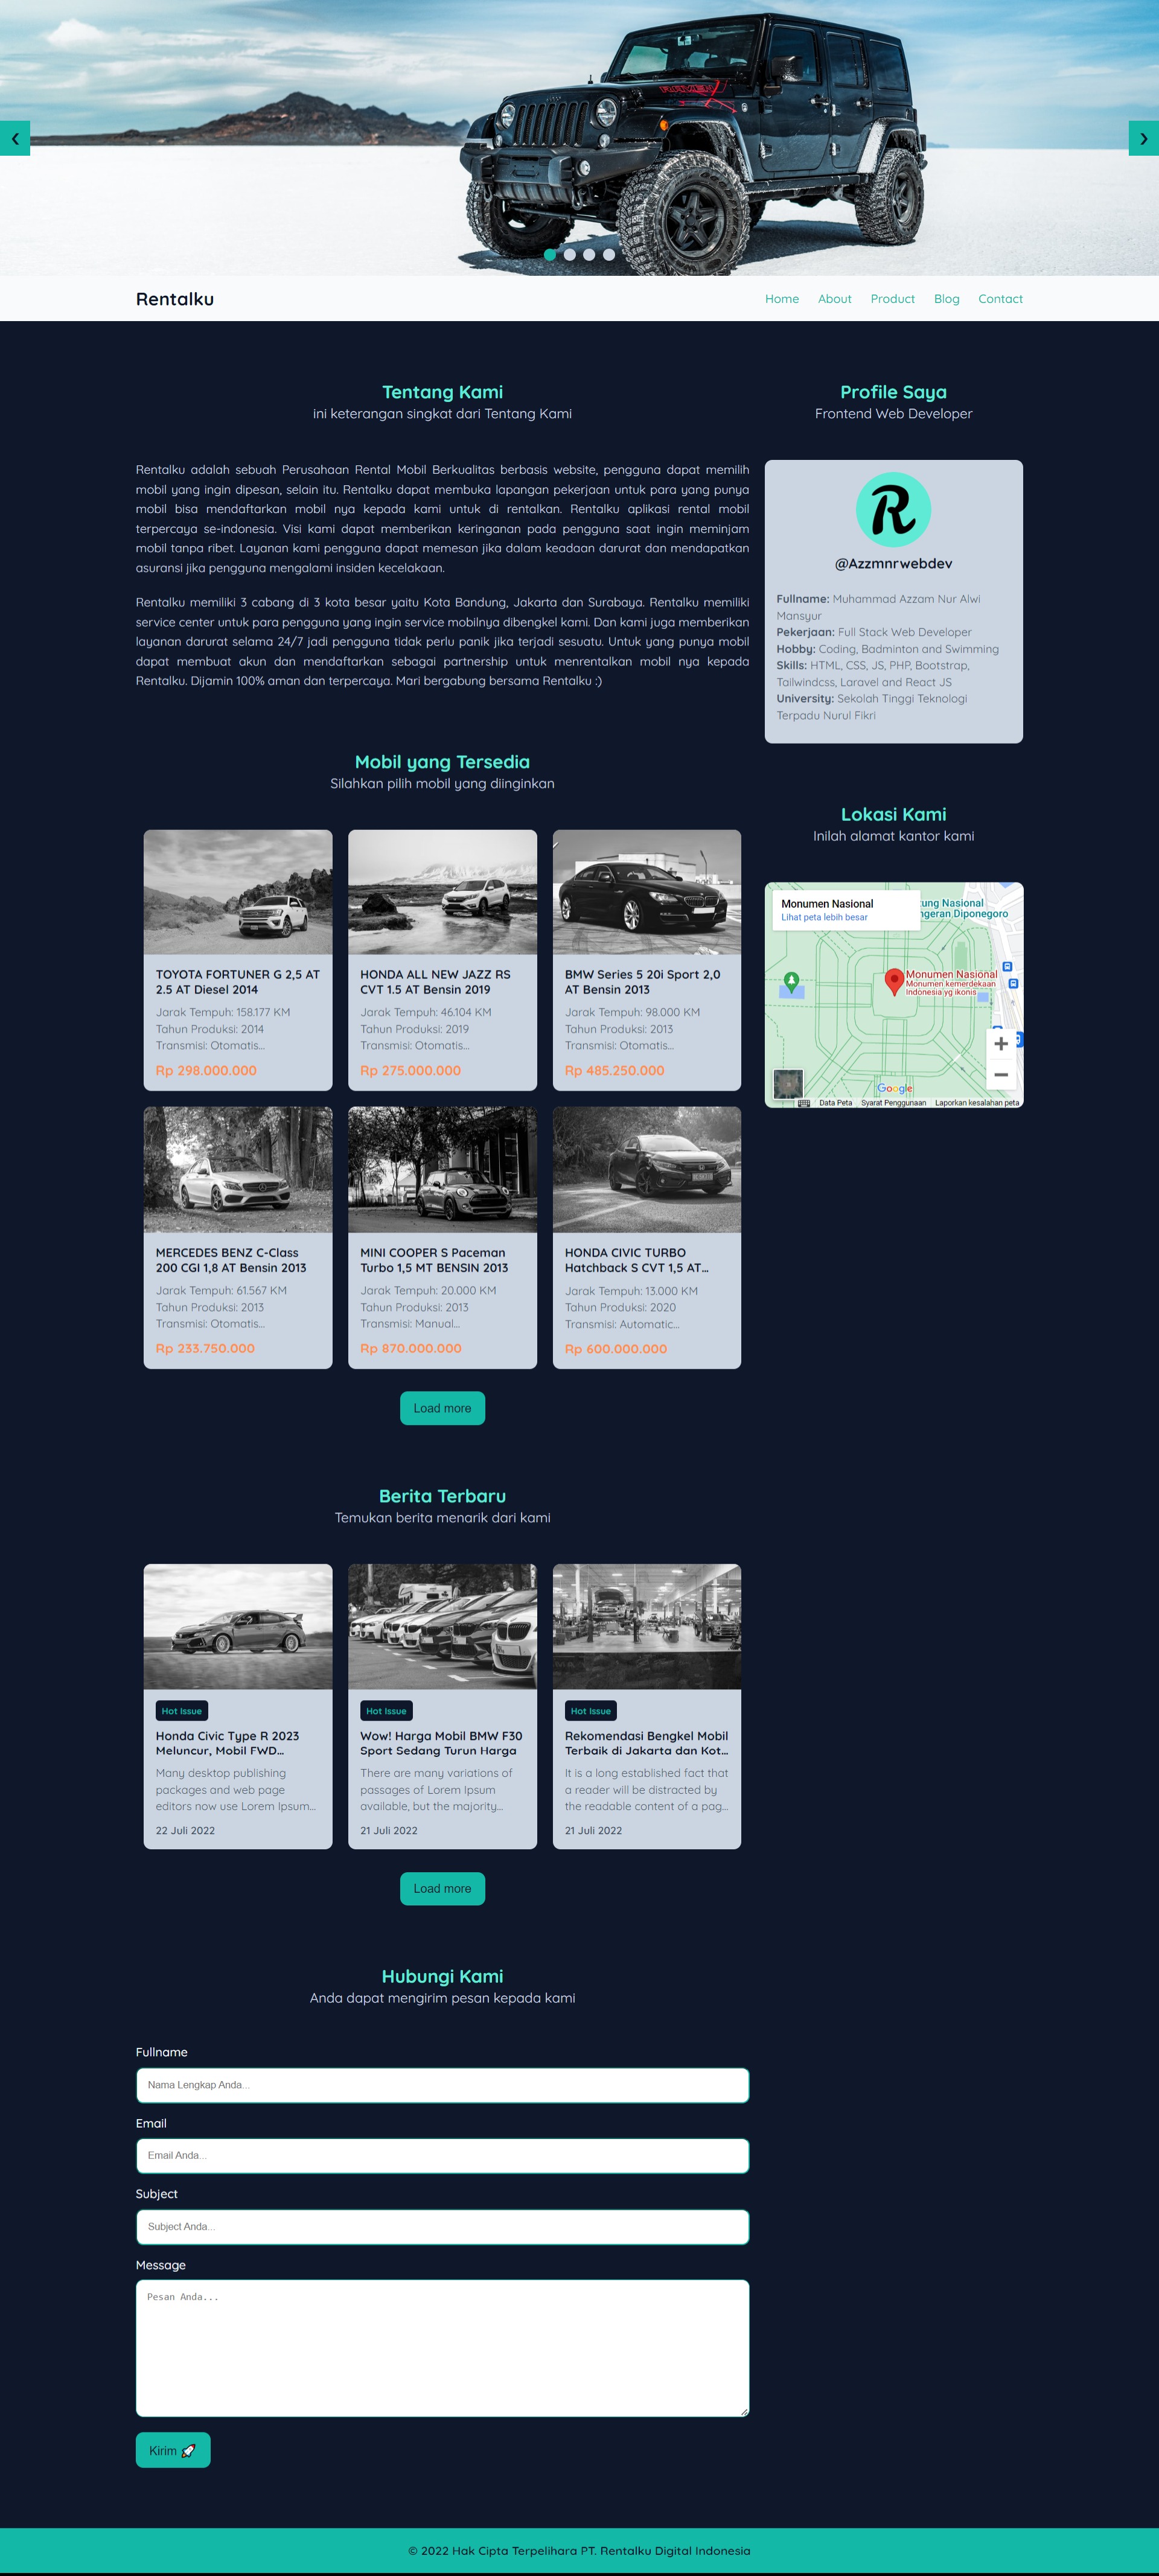 ‹
›
Rentalku
Home About Product Blog Contact
Tentang Kami
ini keterangan singkat dari Tentang Kami
Rentalku adalah sebuah Perusahaan Rental Mobil Berkualitas berbasis website, pengguna dapat memilih
mobil yang ingin dipesan, selain itu. Rentalku dapat membuka lapangan pekerjaan untuk para yang punya
mobil bisa mendaftarkan mobil nya kepada kami untuk di rentalkan. Rentalku aplikasi rental mobil
terpercaya se-indonesia. Visi kami dapat memberikan keringanan pada pengguna saat ingin meminjam
mobil tanpa ribet. Layanan kami pengguna dapat memesan jika dalam keadaan darurat dan mendapatkan
asuransi jika pengguna mengalami insiden kecelakaan.
Rentalku memiliki 3 cabang di 3 kota besar yaitu Kota Bandung, Jakarta dan Surabaya. Rentalku memiliki
service center untuk para pengguna yang ingin service mobilnya dibengkel kami. Dan kami juga memberikan
layanan darurat selama 24/7 jadi pengguna tidak perlu panik jika terjadi sesuatu. Untuk yang punya mobil
dapat membuat akun dan mendaftarkan sebagai partnership untuk menrentalkan mobil nya kepada
Rentalku. Dijamin 100% aman dan terpercaya. Mari bergabung bersama Rentalku :)
Mobil yang Tersedia
Silahkan pilih mobil yang diinginkan
TOYOTA FORTUNER G 2,5 AT
2.5 AT Diesel 2014
Jarak Tempuh: 158.177 KM
Tahun Produksi: 2014
Transmisi: Otomatis...
Rp 298.000.000
HONDA ALL NEW JAZZ RS
CVT 1.5 AT Bensin 2019
Jarak Tempuh: 46.104 KM
Tahun Produksi: 2019
Transmisi: Otomatis...
Rp 275.000.000
BMW Series 5 20i Sport 2,0
AT Bensin 2013
Jarak Tempuh: 98.000 KM
Tahun Produksi: 2013
Transmisi: Otomatis...
Rp 485.250.000
MERCEDES BENZ C-Class
200 CGI 1,8 AT Bensin 2013
Jarak Tempuh: 61.567 KM
Tahun Produksi: 2013
Transmisi: Otomatis...
Rp 233.750.000
MINI COOPER S Paceman
Turbo 1,5 MT BENSIN 2013
Jarak Tempuh: 20.000 KM
Tahun Produksi: 2013
Transmisi: Manual...
Rp 870.000.000
HONDA CIVIC TURBO
Hatchback S CVT 1,5 AT...
Jarak Tempuh: 13.000 KM
Tahun Produksi: 2020
Transmisi: Automatic...
Rp 600.000.000
Load more
Berita Terbaru
Temukan berita menarik dari kami
Hot Issue
Honda Civic Type R 2023
Meluncur, Mobil FWD...
Many desktop publishing
packages and web page
editors now use Lorem Ipsum...
22 Juli 2022
Hot Issue
Wow! Harga Mobil BMW F30
Sport Sedang Turun Harga
There are many variations of
passages of Lorem Ipsum
available, but the majority...
21 Juli 2022
Hot Issue
Rekomendasi Bengkel Mobil
Terbaik di Jakarta dan Kot...
It is a long established fact that
a reader will be distracted by
the readable content of a pag...
21 Juli 2022
Load more
Hubungi Kami
Anda dapat mengirim pesan kepada kami
Fullname
Nama Lengkap Anda...
Email
Email Anda...
Subject
Subject Anda...
Message
Pesan Anda...
Kirim 🚀
Profile Saya
Frontend Web Developer
R
@Azzmnrwebdev
Fullname: Muhammad Azzam Nur Alwi
Mansyur
Pekerjaan: Full Stack Web Developer
Hobby: Coding, Badminton and Swimming
Skills: HTML, CSS, JS, PHP, Bootstrap,
Tailwindcss, Laravel and React JS
University: Sekolah Tinggi Teknologi
Terpadu Nurul Fikri
Lokasi Kami
Inilah alamat kantor kami
Monumen Nasional
Lihat peta lebih besar
tung Nasional
ngeran Diponegoro
Monumen Nasional
Monumen kemerdekaan
Indonesia yg ikonis
+
−
Google
Data Peta Syarat Penggunaan Laporkan kesalahan peta
© 2022 Hak Cipta Terpelihara PT. Rentalku Digital Indonesia